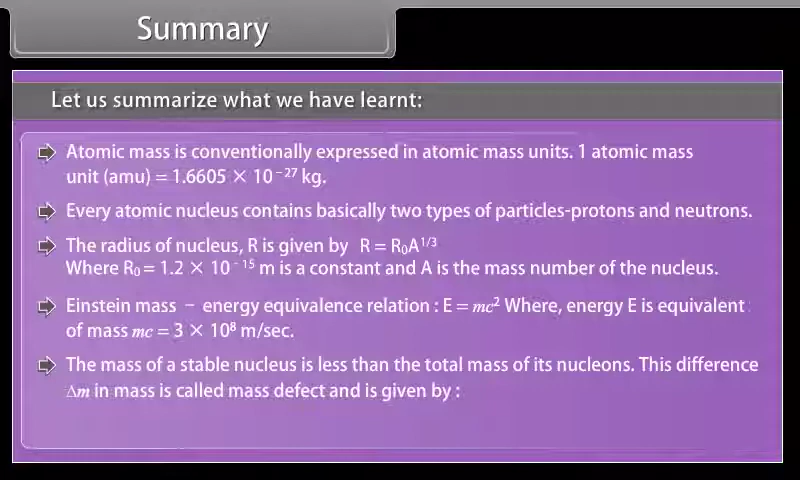 Summary
Let us summarize what we have learnt:
⇨ Atomic mass is conventionally expressed in atomic mass units. 1 atomic mass
unit (amu) = 1.6605 × 10⁻²⁷ kg.
⇨ Every atomic nucleus contains basically two types of particles-protons and neutrons.
⇨ The radius of nucleus, R is given by R = R₀A¹/³
Where R₀ = 1.2 × 10⁻¹⁵ m is a constant and A is the mass number of the nucleus.
⇨ Einstein mass − energy equivalence relation : E = mc² Where, energy E is equivalent
of mass mc = 3 × 10⁸ m/sec.
⇨ The mass of a stable nucleus is less than the total mass of its nucleons. This difference
Δm in mass is called mass defect and is given by :